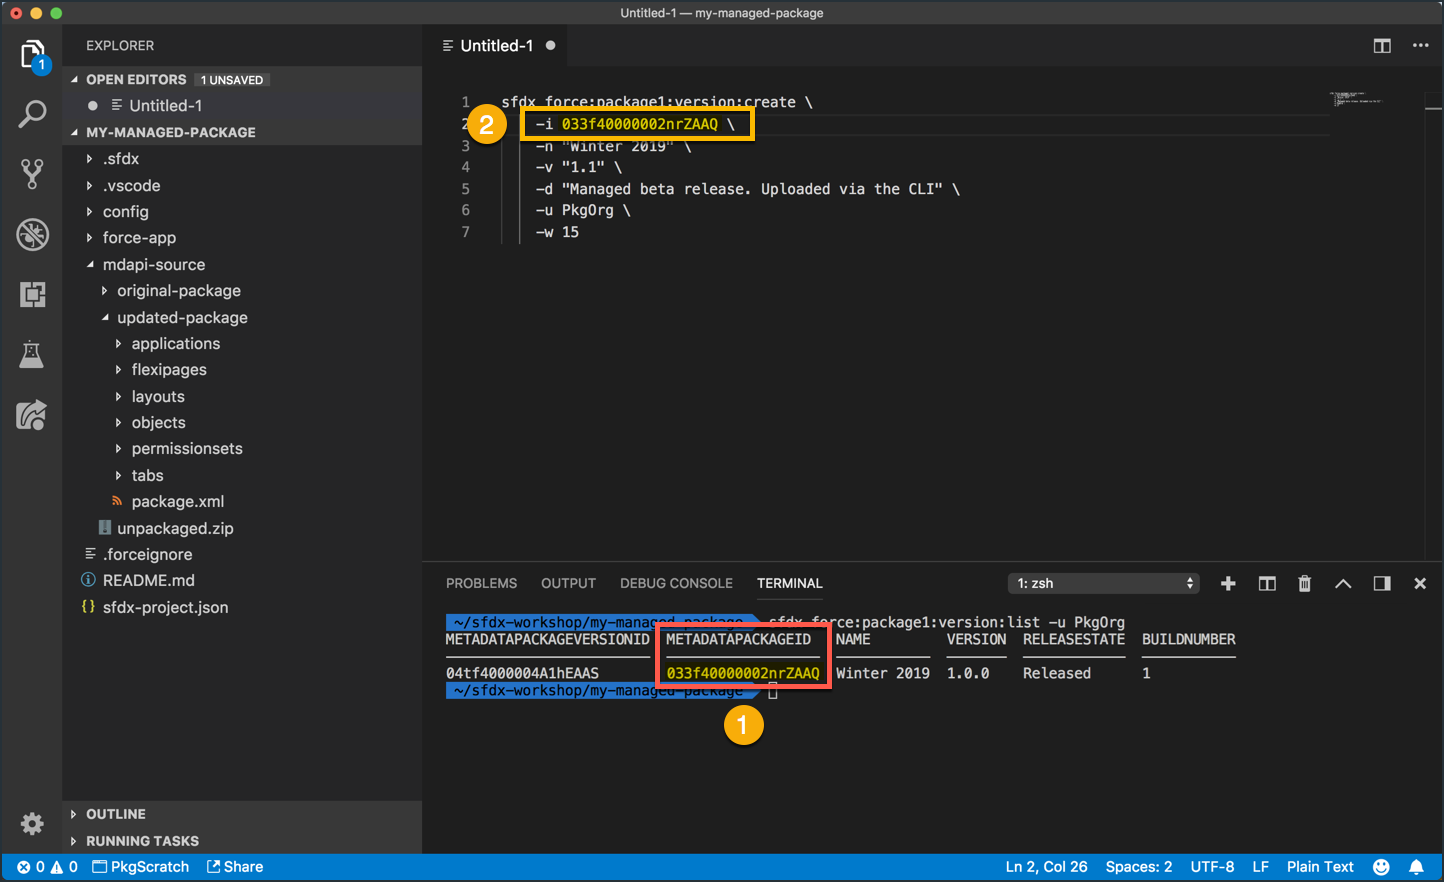 Untitled-1 — my-managed-package
1
EXPLORER
OPEN EDITORS 1 UNSAVED
Untitled-1
MY-MANAGED-PACKAGE
.sfdx
.vscode
config
force-app
mdapi-source
original-package
updated-package
applications
flexipages
layouts
objects
permissionsets
tabs
package.xml
unpackaged.zip
.forceignore
README.md
{} sfdx-project.json
OUTLINE
RUNNING TASKS
Untitled-1
1 sfdx force:package1:version:create \
2 2 -i 033f40000002nrZAAQ \
3 -n "Winter 2019" \
4 -v "1.1" \
5 -d "Managed beta release. Uploaded via the CLI" \
6 -u PkgOrg \
7 -w 15
PROBLEMS OUTPUT DEBUG CONSOLE TERMINAL 1: zsh
~/sfdx-workshop/my-managed-package sfdx force:package1:version:list -u PkgOrg
METADATAPACKAGEVERSIONID METADATAPACKAGEID NAME VERSION RELEASESTATE BUILDNUMBER
04tf4000004A1hEAAS 033f40000002nrZAAQ Winter 2019 1.0.0 Released 1
~/sfdx-workshop/my-managed-package
1
0 0 PkgScratch Share Ln 2, Col 26 Spaces: 2 UTF-8 LF Plain Text